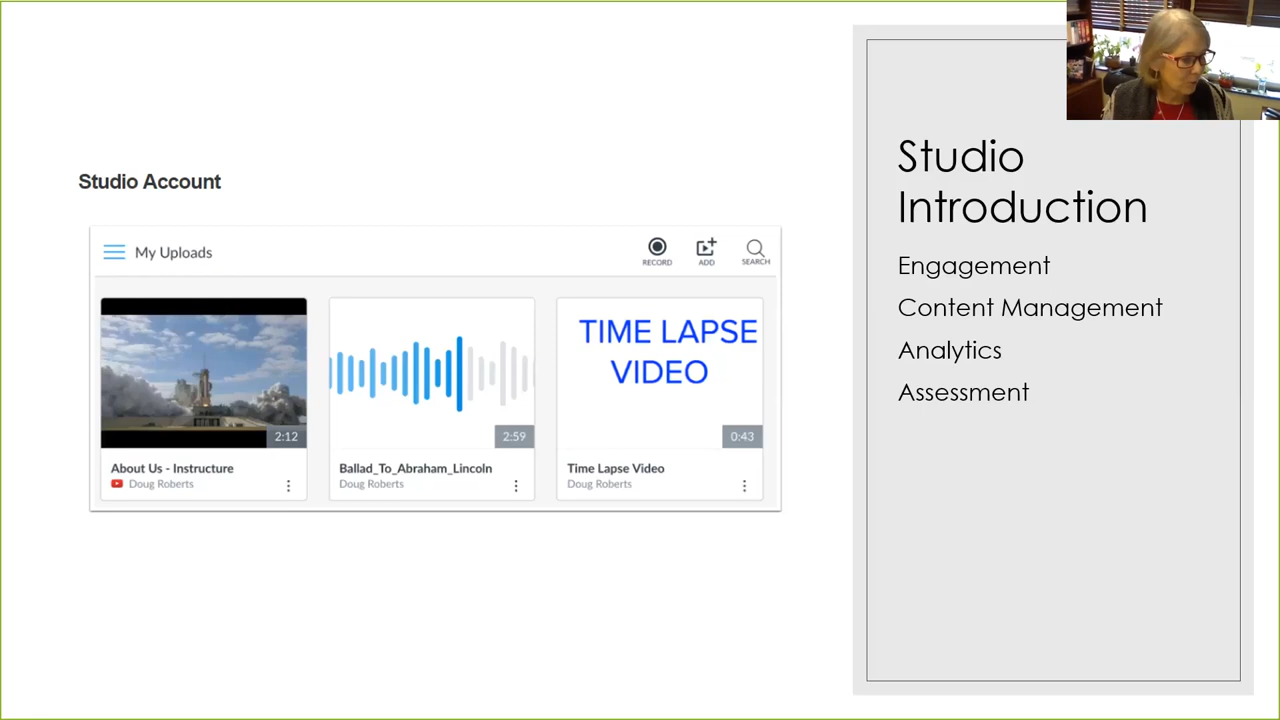 Studio Account
My Uploads
RECORD
ADD
SEARCH
2:12
About Us - Instructure
Doug Roberts
2:59
Ballad_To_Abraham_Lincoln
Doug Roberts
TIME LAPSE
VIDEO
0:43
Time Lapse Video
Doug Roberts
Studio
Introduction
Engagement
Content Management
Analytics
Assessment